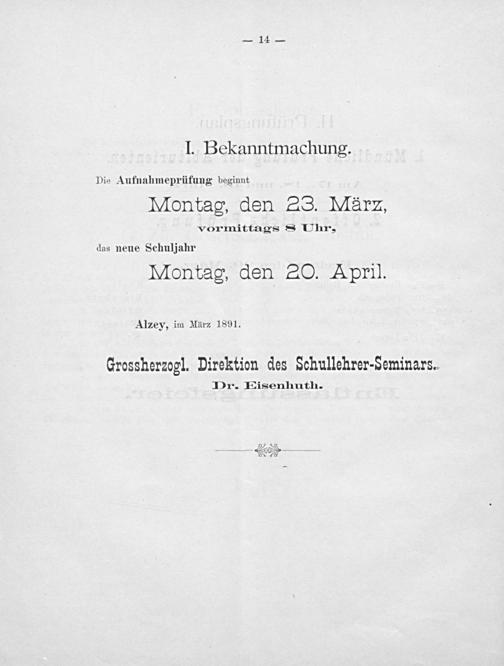 — 14 —
I. Bekanntmachung.
Die Aufnahmeprüfung beginnt
Montag, den 23. März,
vormittags 8 Uhr,
das neue Schuljahr
Montag, den 20. April.
Alzey, im März 1891.
Grossherzogl. Direktion des Schullehrer-Seminars.
Dr. Eisenhuth.